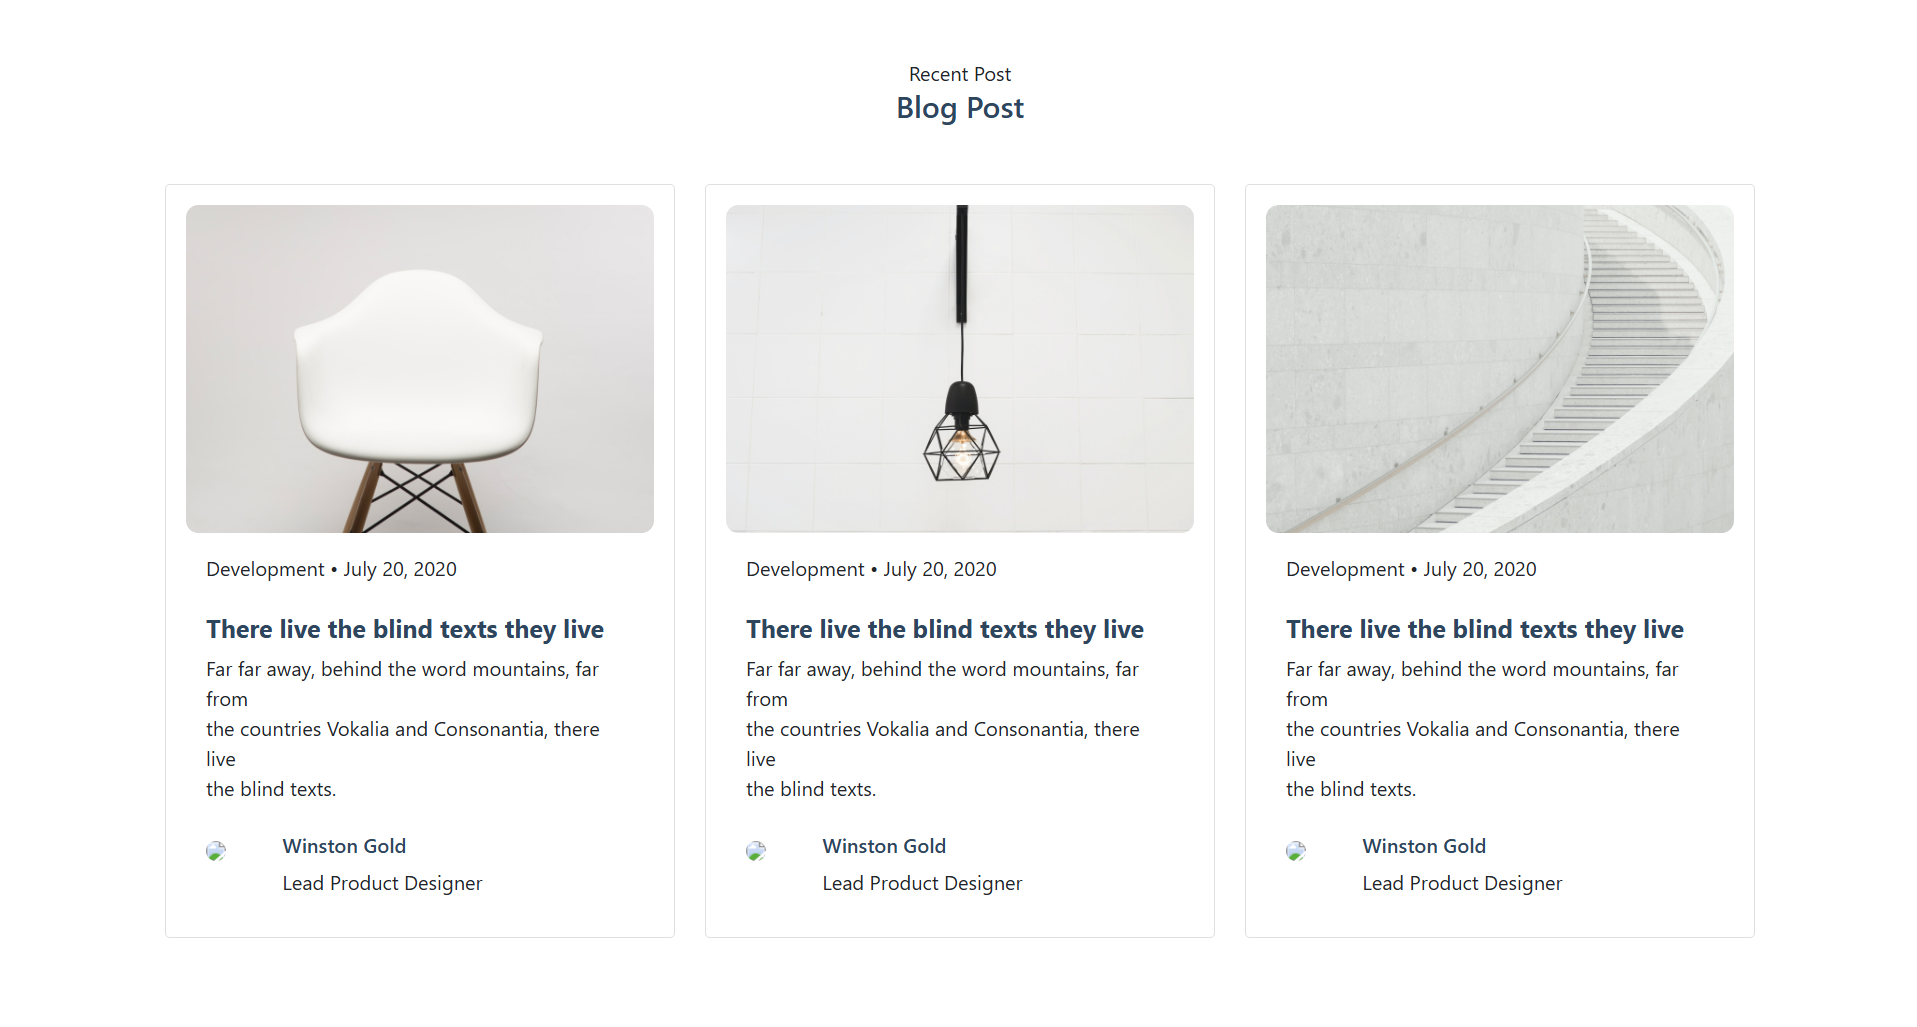 Recent Post
Blog Post
Development • July 20, 2020
There live the blind texts they live
Far far away, behind the word mountains, far
from
the countries Vokalia and Consonantia, there
live
the blind texts.
Winston Gold
Lead Product Designer
Development • July 20, 2020
There live the blind texts they live
Far far away, behind the word mountains, far
from
the countries Vokalia and Consonantia, there
live
the blind texts.
Winston Gold
Lead Product Designer
Development • July 20, 2020
There live the blind texts they live
Far far away, behind the word mountains, far
from
the countries Vokalia and Consonantia, there
live
the blind texts.
Winston Gold
Lead Product Designer